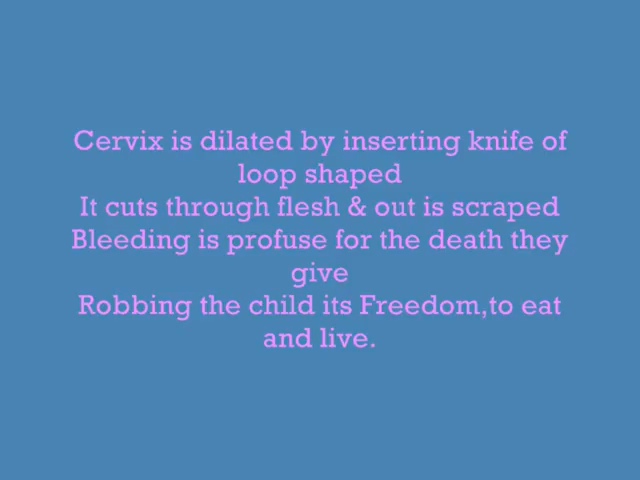 Cervix is dilated by inserting knife of
loop shaped
It cuts through flesh & out is scraped
Bleeding is profuse for the death they
give
Robbing the child its Freedom,to eat
and live.